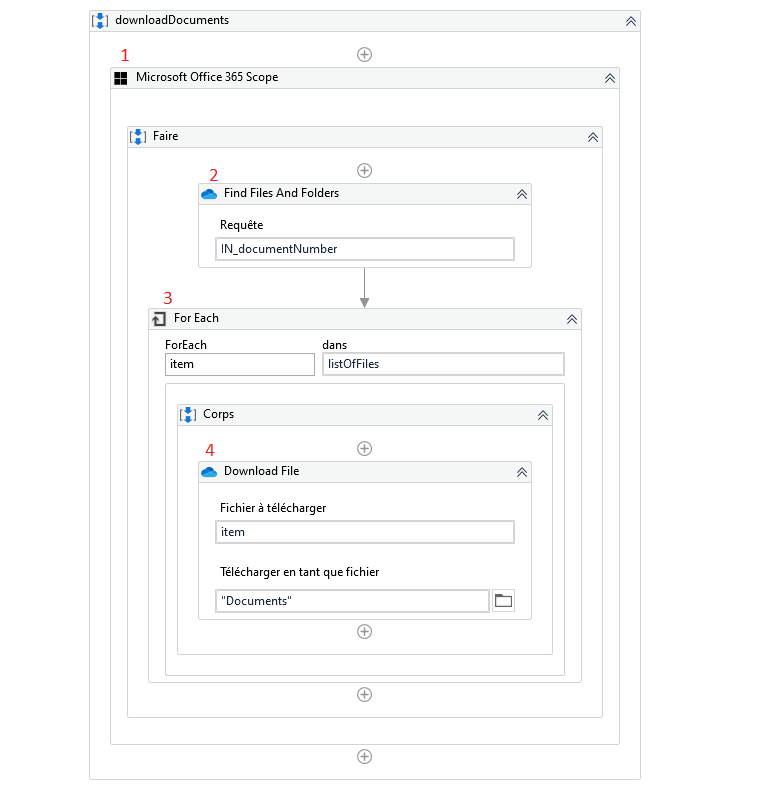 downloadDocuments
1
Microsoft Office 365 Scope
Faire
2
Find Files And Folders
Requête
IN_documentNumber
3
For Each
ForEach dans
item listOfFiles
Corps
4
Download File
Fichier à télécharger
item
Télécharger en tant que fichier
"Documents"